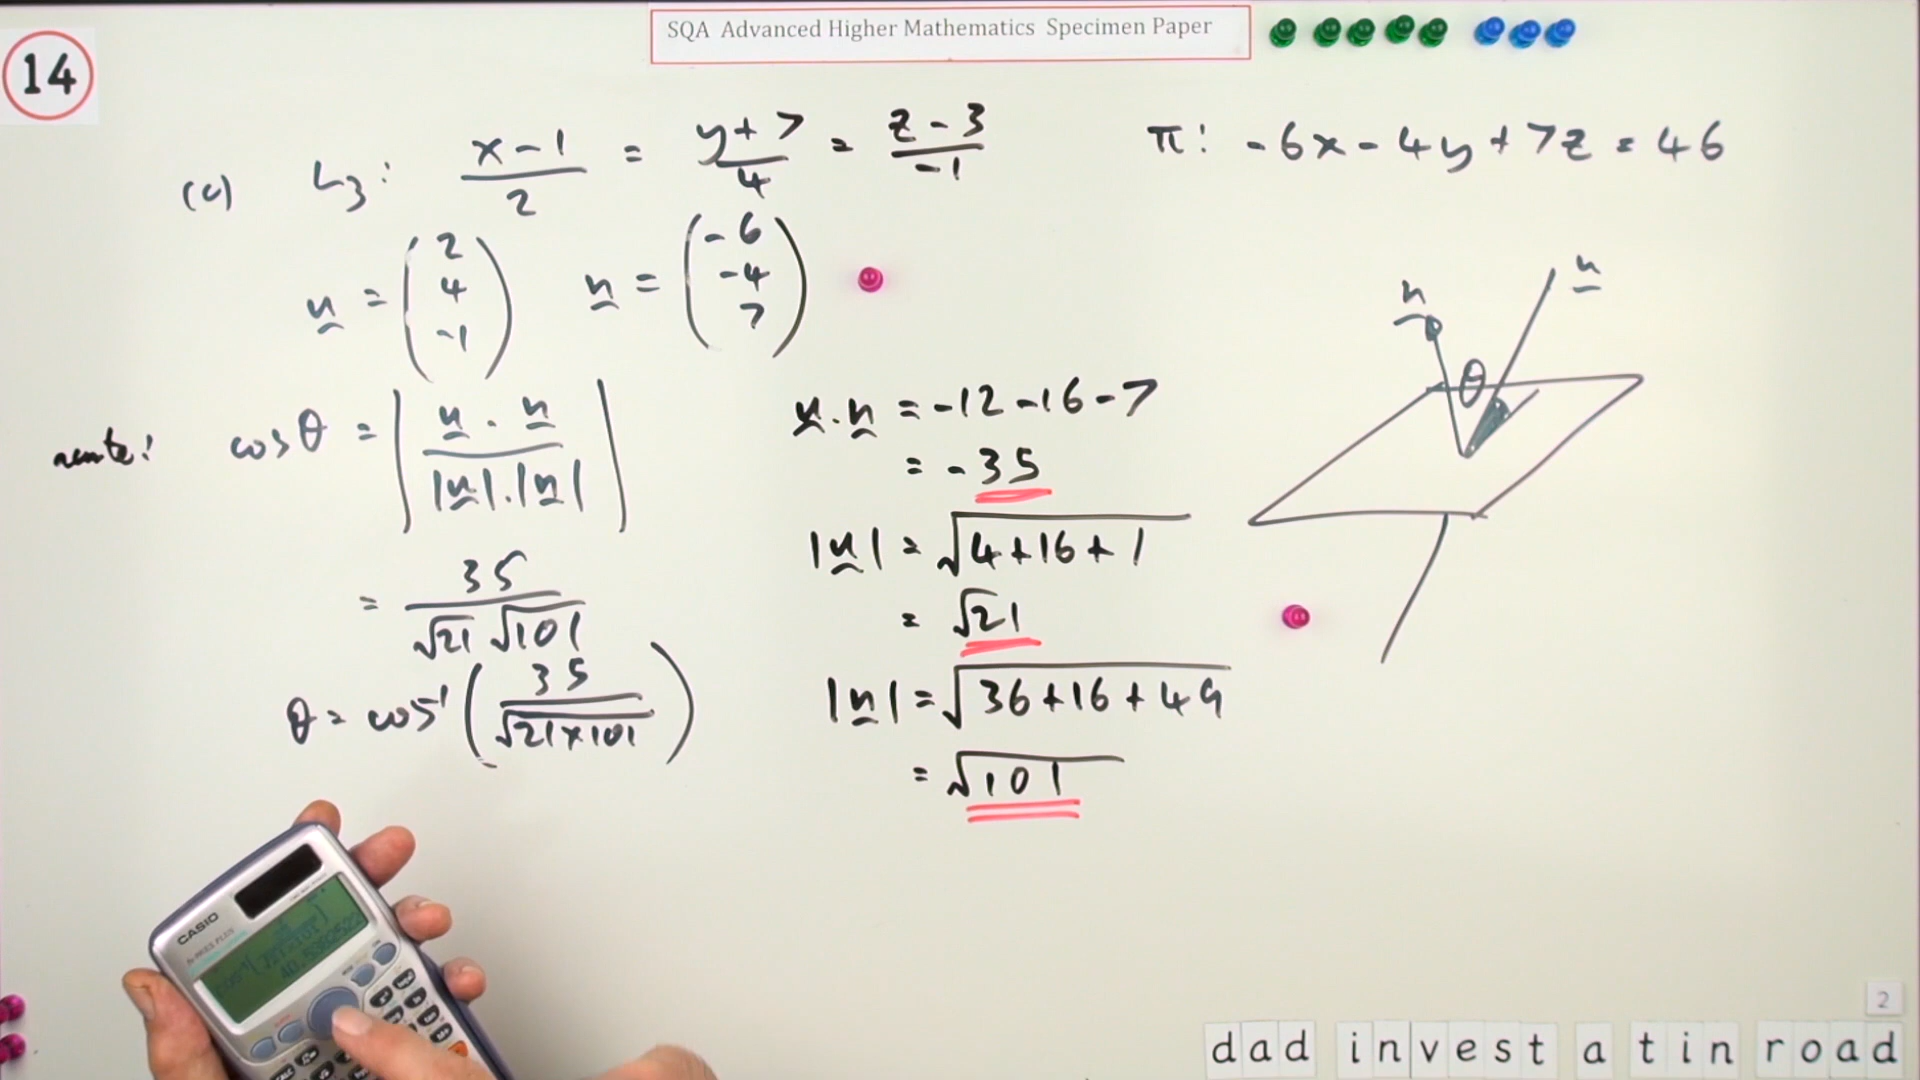 SQA Advanced Higher Mathematics Specimen Paper
14
(c) L3: x-1/2 = y+7/4 = z-3/-1
π: -6x-4y+7z=46
u = (2 4 -1) n = (-6 -4 7)
n u
θ
acute! cosθ = |u.n/|u|.|n||
= 35/√21 √101
θ = cos⁻¹(35/√21×101)
u.n = -12-16-7
= -35
|u| = √4+16+1
= √21
|n| = √36+16+49
= √101
CASIO
2
dad invest a tin road